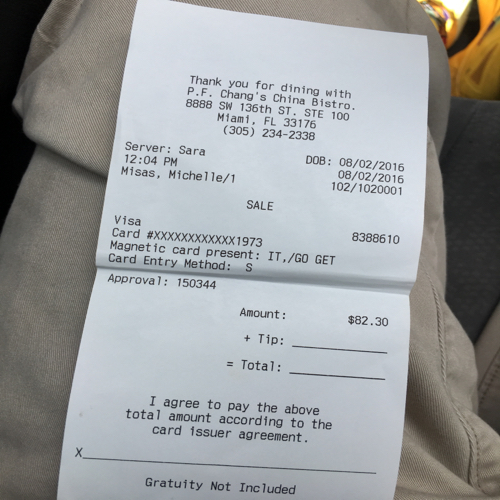 Thank you for dining with
P.F. Chang's China Bistro.
8888 SW 136th ST. STE 100
Miami, FL 33176
(305) 234-2338
Server: Sara DOB: 08/02/2016
12:04 PM 08/02/2016
Misas, Michelle/1 102/1020001
SALE
Visa 8388610
Card #XXXXXXXXXXXX1973
Magnetic card present: IT,/GO GET
Card Entry Method: S
Approval: 150344
Amount: $82.30
+ Tip:
= Total:
I agree to pay the above
total amount according to the
card issuer agreement.
X
Gratuity Not Included